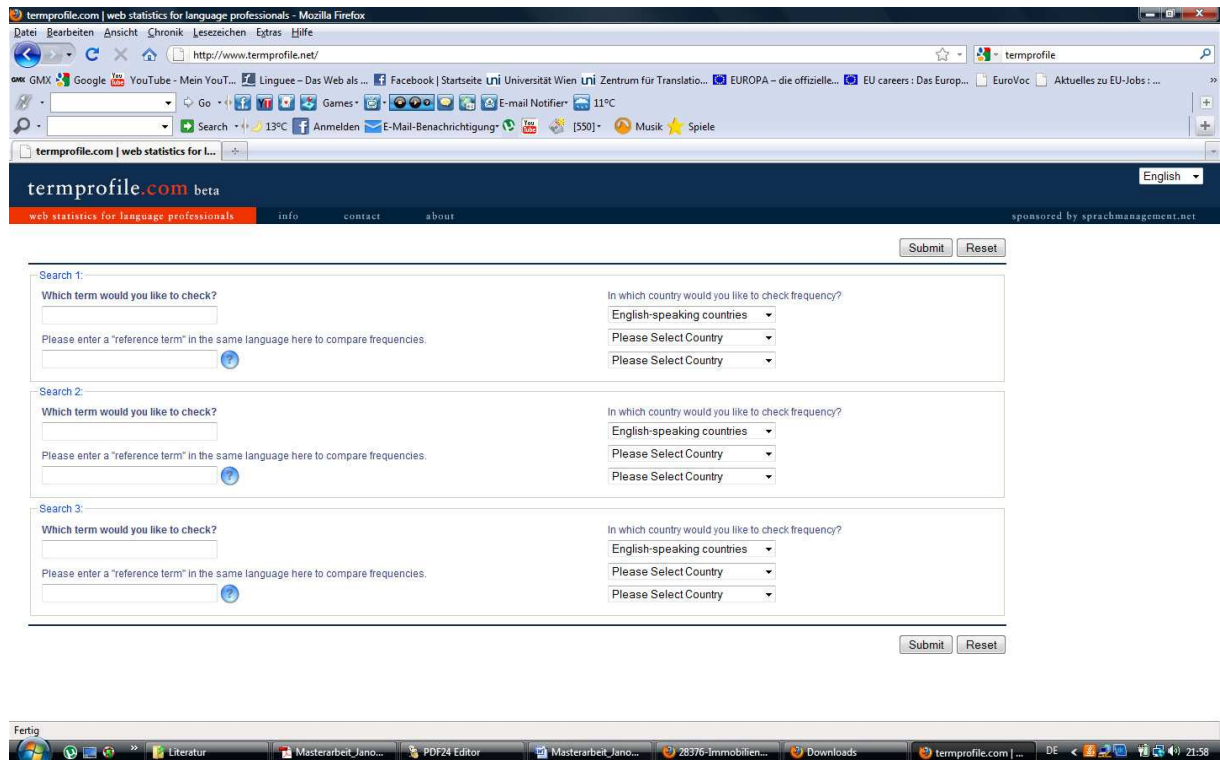 termprofile.com | web statistics for language professionals - Mozilla Firefox
Datei Bearbeiten Ansicht Chronik Lesezeichen Extras Hilfe
http://www.termprofile.net/ termprofile
GMX Google YouTube - Mein YouT... Linguee – Das Web als ... Facebook | Startseite Universität Wien Zentrum für Translatio... EUROPA – die offizielle... EU careers : Das Europ... EuroVoc Aktuelles zu EU-Jobs : ...
Go Games E-mail Notifier 11°C
Search 13°C Anmelden E-Mail-Benachrichtigung [550] Musik Spiele
termprofile.com | web statistics for l...
English
termprofile.com beta
web statistics for language professionals info contact about sponsored by sprachmanagement.net
Submit Reset
Search 1:
Which term would you like to check? In which country would you like to check frequency?
English-speaking countries
Please enter a "reference term" in the same language here to compare frequencies. Please Select Country
? Please Select Country
Search 2:
Which term would you like to check? In which country would you like to check frequency?
English-speaking countries
Please enter a "reference term" in the same language here to compare frequencies. Please Select Country
? Please Select Country
Search 3:
Which term would you like to check? In which country would you like to check frequency?
English-speaking countries
Please enter a "reference term" in the same language here to compare frequencies. Please Select Country
? Please Select Country
Submit Reset
Fertig
Literatur Masterarbeit_Jano... PDF24 Editor Masterarbeit_Jano... 28376-Immobilien... Downloads termprofile.com | ... DE 21:58